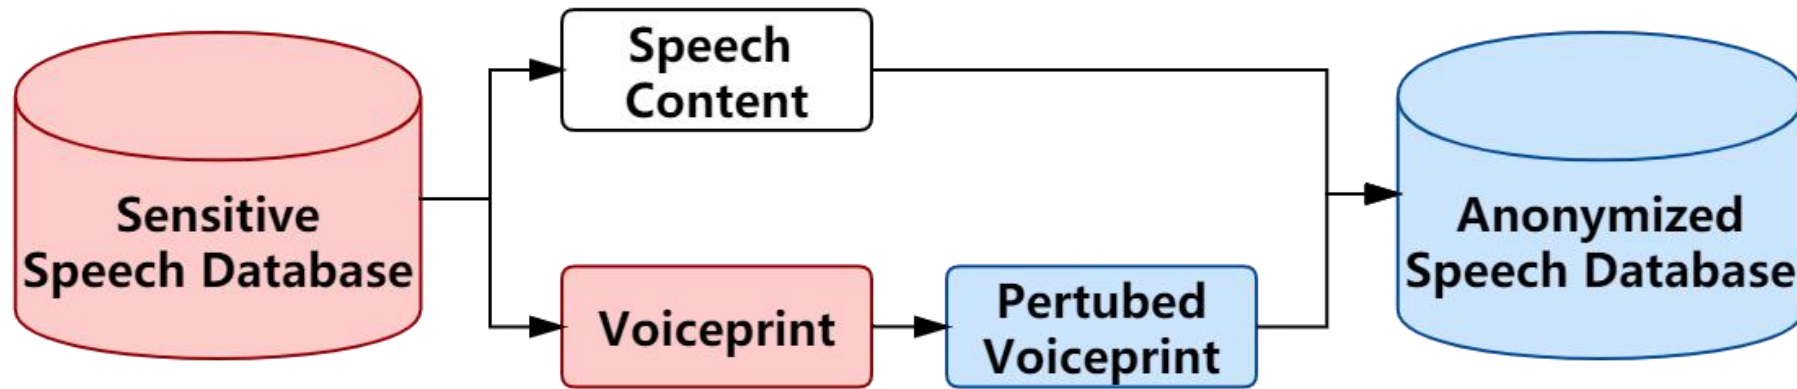 Sensitive
Speech Database
Speech
Content
Voiceprint
Pertubed
Voiceprint
Anonymized
Speech Database